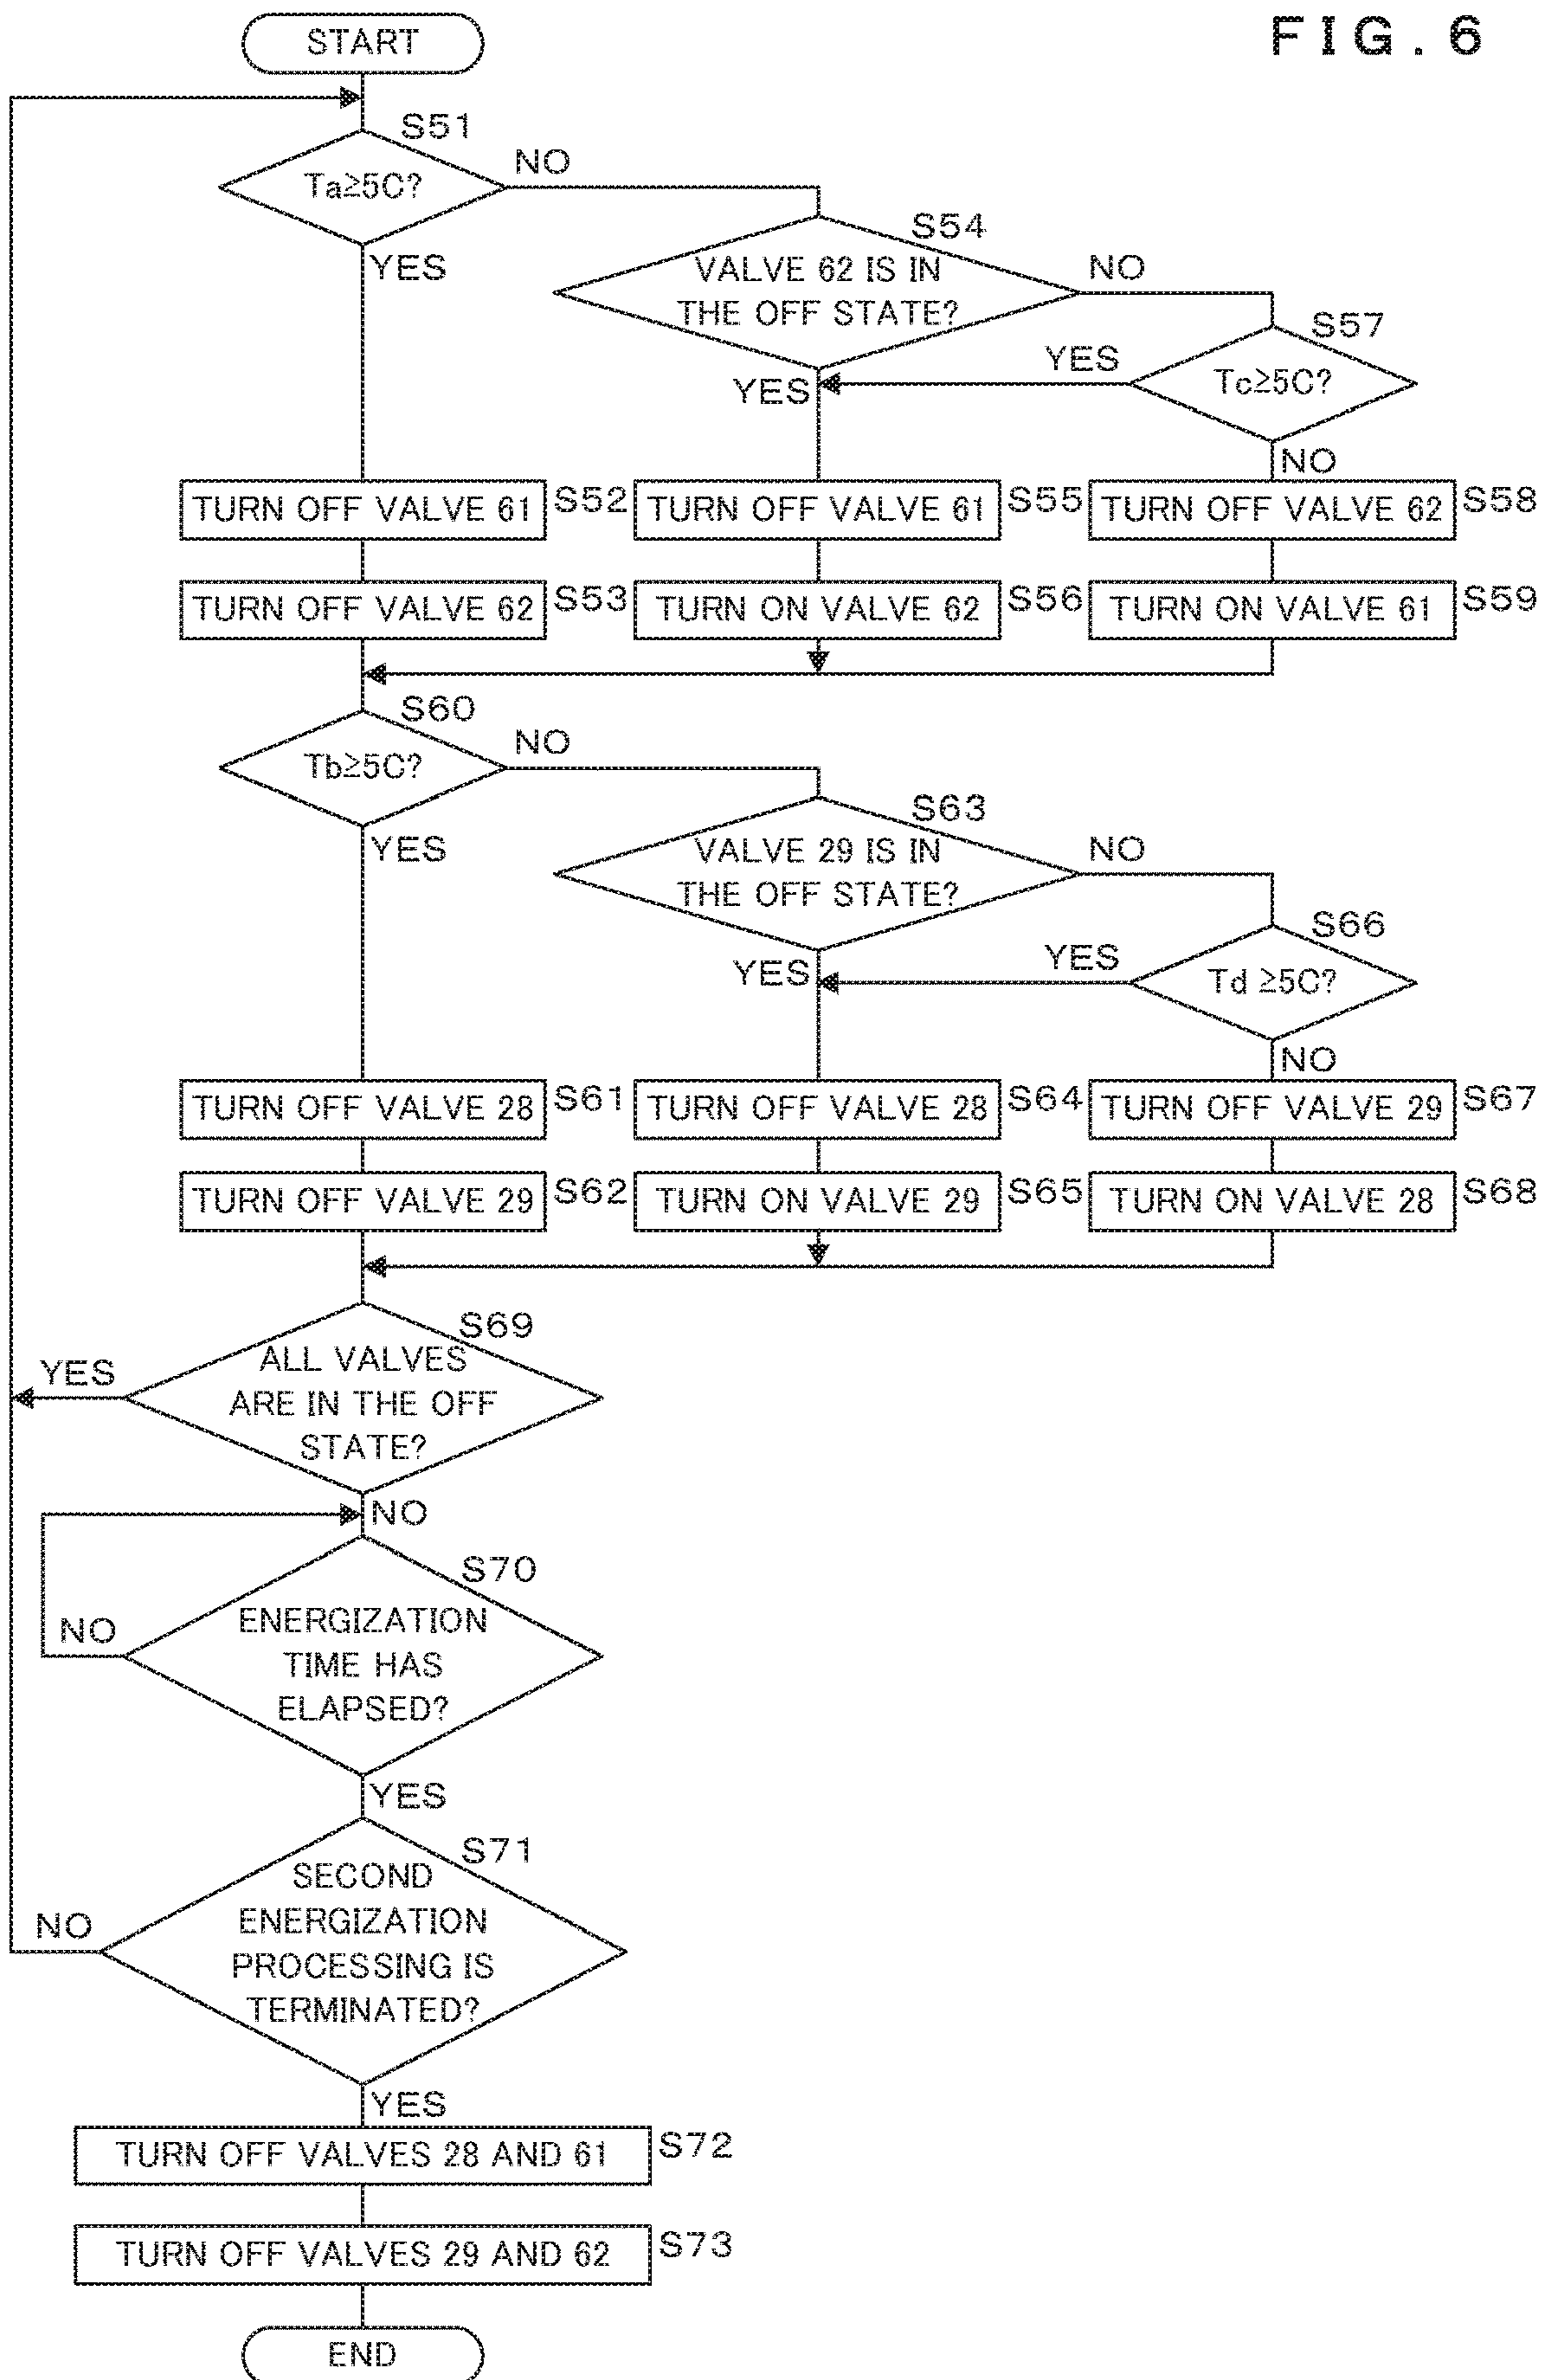 FIG. 6
START
S51
Ta≥5C?
NO
YES
S54
VALVE 62 IS IN
THE OFF STATE?
NO
YES
S57
Tc≥5C?
YES
NO
TURN OFF VALVE 61
S52
TURN OFF VALVE 61
S55
TURN OFF VALVE 62
S58
TURN OFF VALVE 62
S53
TURN ON VALVE 62
S56
TURN ON VALVE 61
S59
S60
Tb≥5C?
NO
YES
S63
VALVE 29 IS IN
THE OFF STATE?
NO
YES
S66
Td ≥5C?
YES
NO
TURN OFF VALVE 28
S61
TURN OFF VALVE 28
S64
TURN OFF VALVE 29
S67
TURN OFF VALVE 29
S62
TURN ON VALVE 29
S65
TURN ON VALVE 28
S68
S69
ALL VALVES
ARE IN THE OFF
STATE?
YES
NO
S70
ENERGIZATION
TIME HAS
ELAPSED?
NO
YES
S71
SECOND
ENERGIZATION
PROCESSING IS
TERMINATED?
NO
YES
TURN OFF VALVES 28 AND 61
S72
TURN OFF VALVES 29 AND 62
S73
END